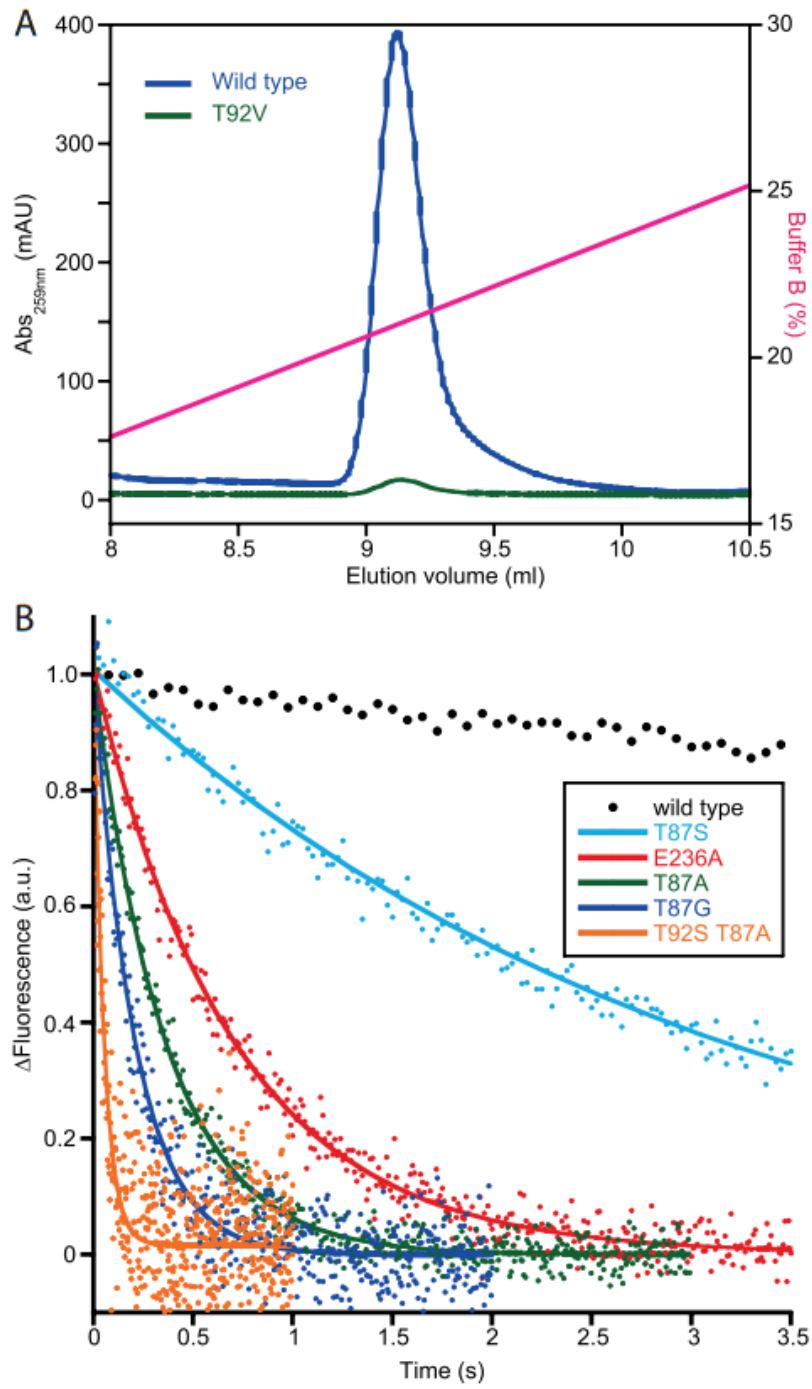 A
400
300
200
100
0
Abs259nm (mAU)
Wild type
T92V
30
25
20
15
Buffer B (%)
8
8.5
9
9.5
10
10.5
Elution volume (ml)
B
1.0
0.8
0.6
0.4
0.2
0
ΔFluorescence (a.u.)
wild type
T87S
E236A
T87A
T87G
T92S T87A
0
0.5
1
1.5
2
2.5
3
3.5
Time (s)